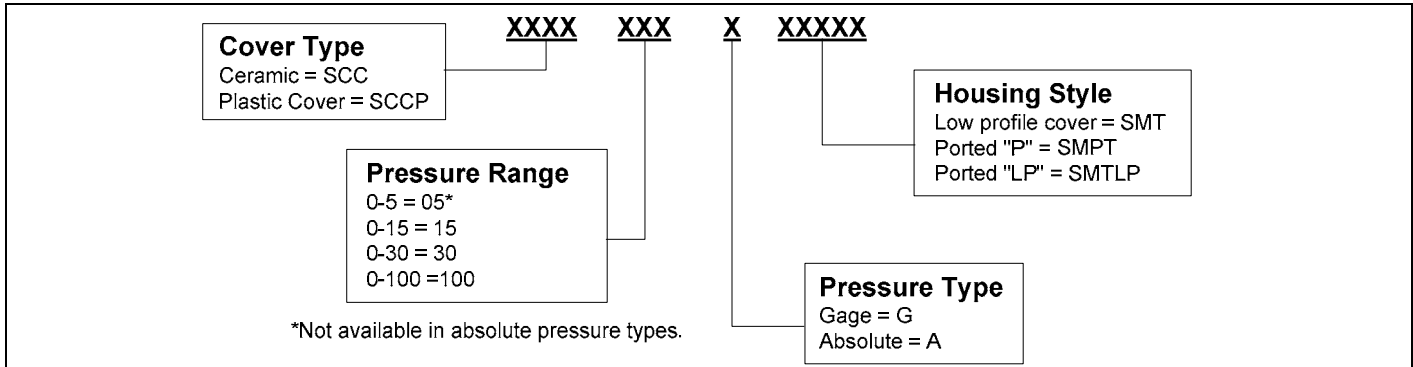 XXXX XXX X XXXXX
Cover Type
Ceramic = SCC
Plastic Cover = SCCP
Housing Style
Low profile cover = SMT
Ported "P" = SMPT
Ported "LP" = SMTLP
Pressure Range
0-5 = 05*
0-15 = 15
0-30 = 30
0-100 =100
*Not available in absolute pressure types.
Pressure Type
Gage = G
Absolute = A